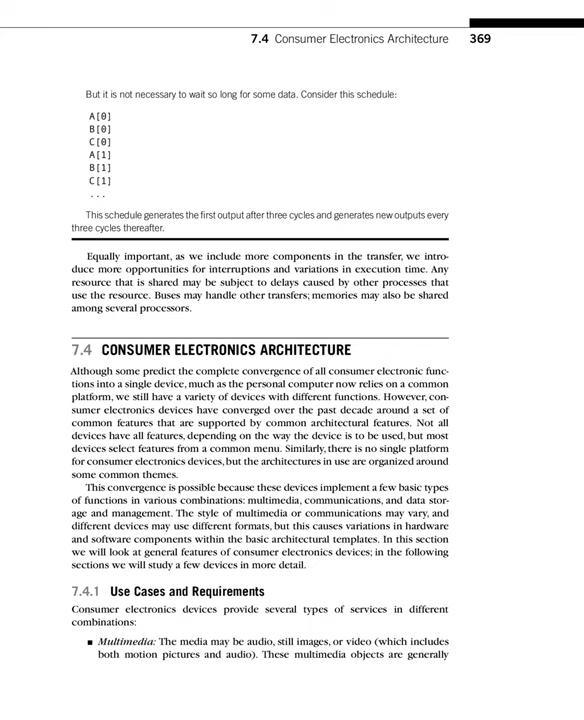 7.4 Consumer Electronics Architecture 369
But it is not necessary to wait so long for some data. Consider this schedule:
A[0]
B[0]
C[0]
A[1]
B[1]
C[1]
...
This schedule generates the first output after three cycles and generates new outputs every
three cycles thereafter.
Equally important, as we include more components in the transfer, we intro-
duce more opportunities for interruptions and variations in execution time. Any
resource that is shared may be subject to delays caused by other processes that
use the resource. Buses may handle other transfers; memories may also be shared
among several processors.
7.4 CONSUMER ELECTRONICS ARCHITECTURE
Although some predict the complete convergence of all consumer electronic func-
tions into a single device, much as the personal computer now relies on a common
platform, we still have a variety of devices with different functions. However, con-
sumer electronics devices have converged over the past decade around a set of
common features that are supported by common architectural features. Not all
devices have all features, depending on the way the device is to be used, but most
devices select features from a common menu. Similarly, there is no single platform
for consumer electronics devices, but the architectures in use are organized around
some common themes.
This convergence is possible because these devices implement a few basic types
of functions in various combinations: multimedia, communications, and data stor-
age and management. The style of multimedia or communications may vary, and
different devices may use different formats, but this causes variations in hardware
and software components within the basic architectural templates. In this section
we will look at general features of consumer electronics devices; in the following
sections we will study a few devices in more detail.
7.4.1 Use Cases and Requirements
Consumer electronics devices provide several types of services in different
combinations:
■ Multimedia: The media may be audio, still images, or video (which includes
both motion pictures and audio). These multimedia objects are generally